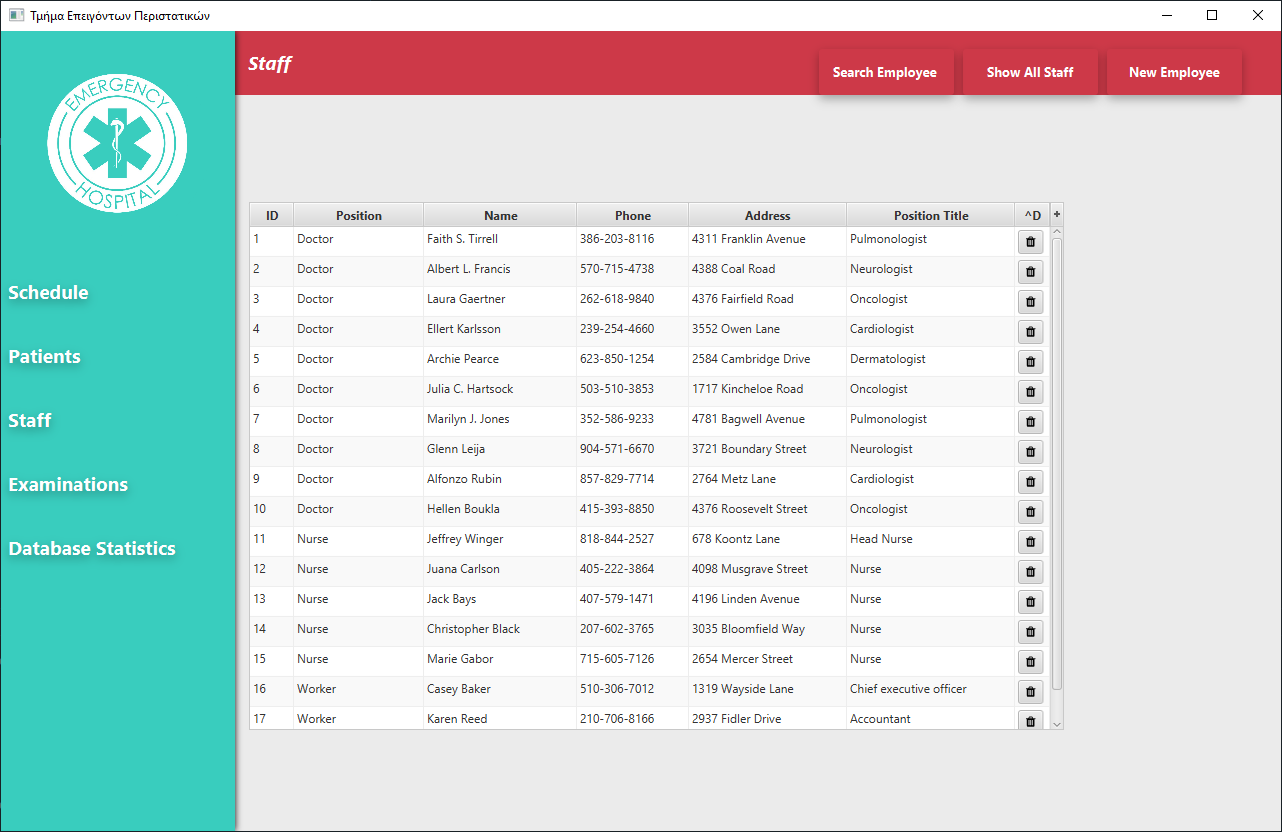 Τμήμα Επειγόντων Περιστατικών
EMERGENCY
HOSPITAL
Schedule
Patients
Staff
Examinations
Database Statistics
Staff
Search Employee Show All Staff New Employee
ID Position Name Phone Address Position Title ^D +
1 Doctor Faith S. Tirrell 386-203-8116 4311 Franklin Avenue Pulmonologist
2 Doctor Albert L. Francis 570-715-4738 4388 Coal Road Neurologist
3 Doctor Laura Gaertner 262-618-9840 4376 Fairfield Road Oncologist
4 Doctor Ellert Karlsson 239-254-4660 3552 Owen Lane Cardiologist
5 Doctor Archie Pearce 623-850-1254 2584 Cambridge Drive Dermatologist
6 Doctor Julia C. Hartsock 503-510-3853 1717 Kincheloe Road Oncologist
7 Doctor Marilyn J. Jones 352-586-9233 4781 Bagwell Avenue Pulmonologist
8 Doctor Glenn Leija 904-571-6670 3721 Boundary Street Neurologist
9 Doctor Alfonzo Rubin 857-829-7714 2764 Metz Lane Cardiologist
10 Doctor Hellen Boukla 415-393-8850 4376 Roosevelt Street Oncologist
11 Nurse Jeffrey Winger 818-844-2527 678 Koontz Lane Head Nurse
12 Nurse Juana Carlson 405-222-3864 4098 Musgrave Street Nurse
13 Nurse Jack Bays 407-579-1471 4196 Linden Avenue Nurse
14 Nurse Christopher Black 207-602-3765 3035 Bloomfield Way Nurse
15 Nurse Marie Gabor 715-605-7126 2654 Mercer Street Nurse
16 Worker Casey Baker 510-306-7012 1319 Wayside Lane Chief executive officer
17 Worker Karen Reed 210-706-8166 2937 Fidler Drive Accountant